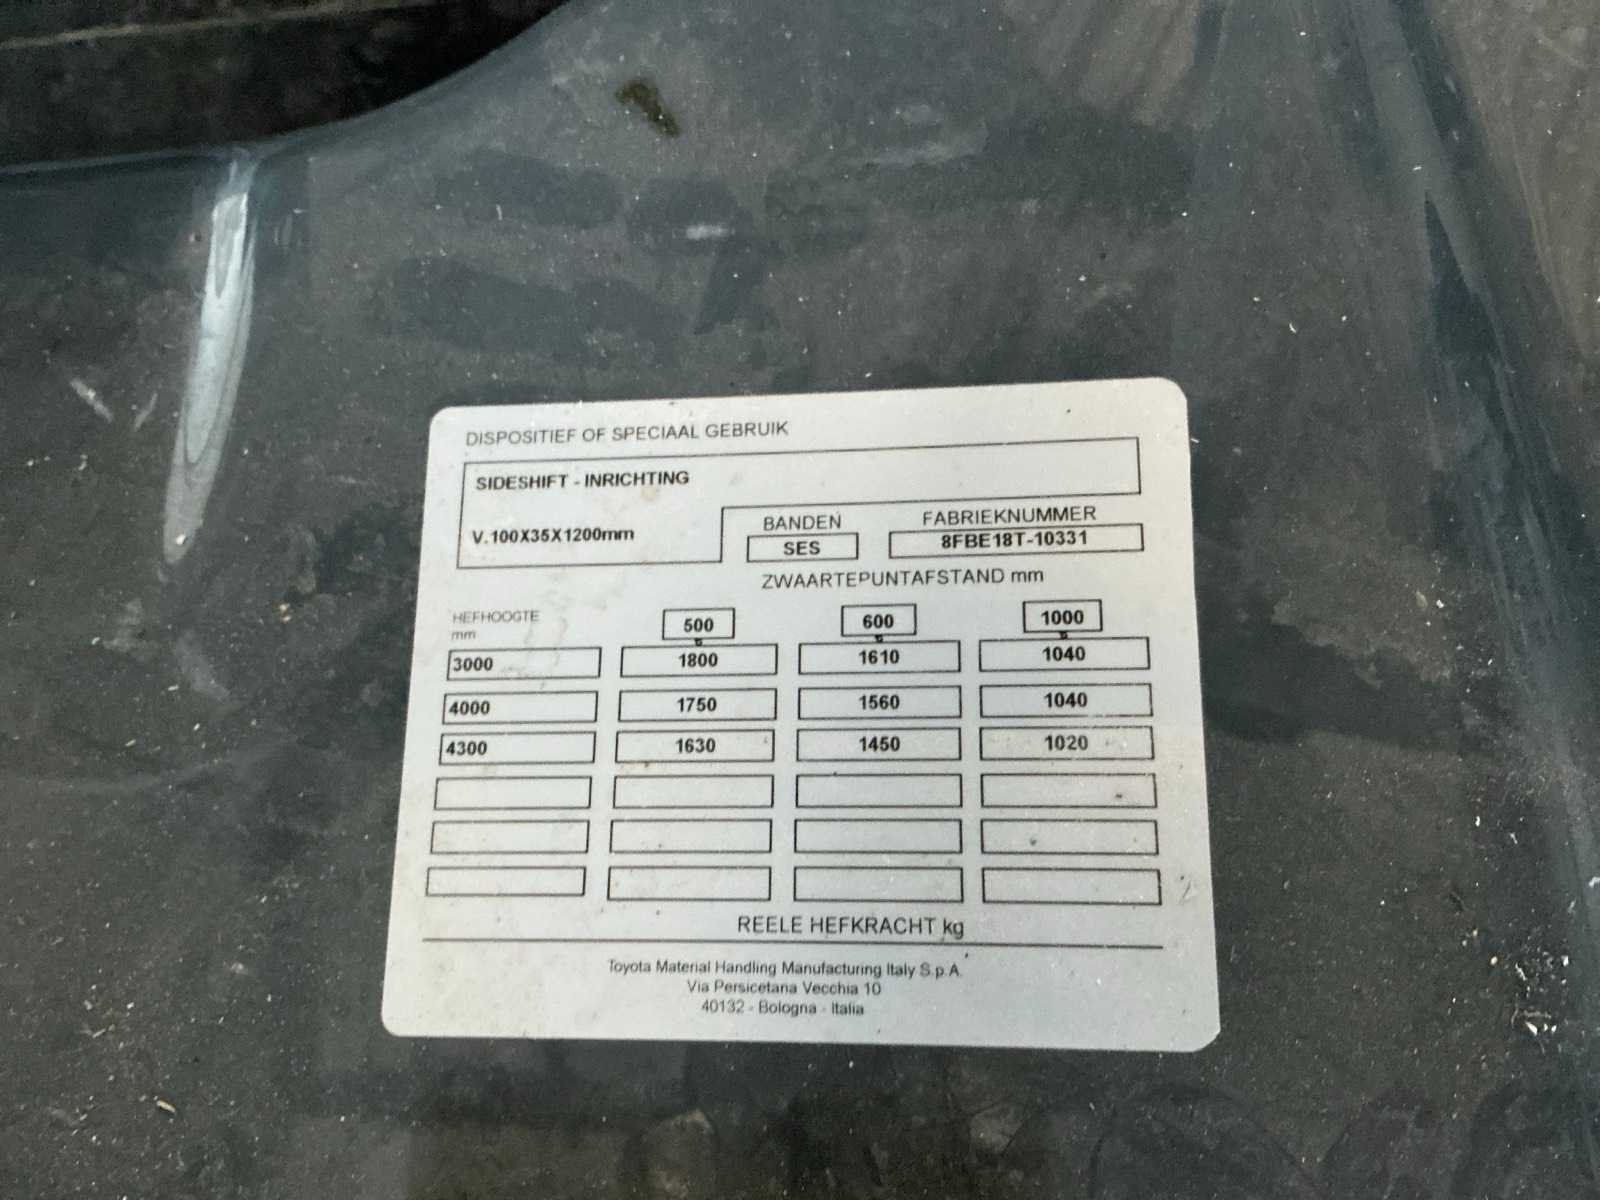 DISPOSITIEF OF SPECIAAL GEBRUIK
SIDESHIFT - INRICHTING
V.100X35X1200mm
BANDEN
SES
FABRIEKNUMMER
8FBE18T-10331
ZWAARTEPUNTAFSTAND mm
HEFHOOGTE
mm
500 600 1000
3000 1800 1610 1040
4000 1750 1560 1040
4300 1630 1450 1020
REELE HEFKRACHT kg
Toyota Material Handling Manufacturing Italy S.p.A.
Via Persicetana Vecchia 10
40132 - Bologna - Italia